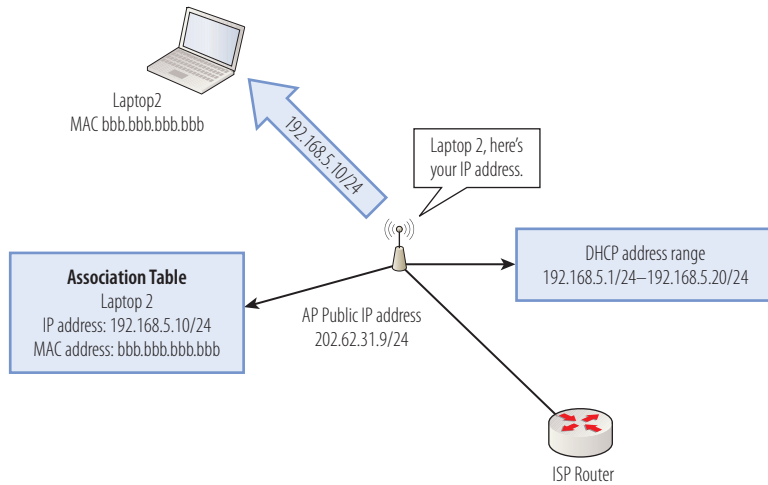 Laptop2
MAC bbb.bbb.bbb.bbb
192.168.5.10/24
Laptop 2, here's
your IP address.
DHCP address range
192.168.5.1/24–192.168.5.20/24
Association Table
Laptop 2
IP address: 192.168.5.10/24
MAC address: bbb.bbb.bbb.bbb
AP Public IP address
202.62.31.9/24
ISP Router